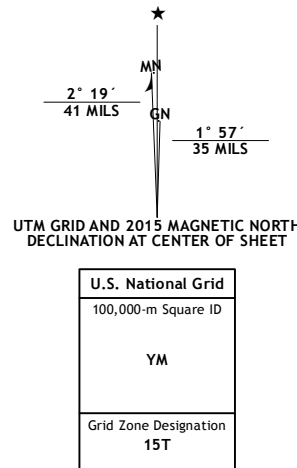 ★
MN
2° 19´
41 MILS
GN
1° 57´
35 MILS
UTM GRID AND 2015 MAGNETIC NORTH
DECLINATION AT CENTER OF SHEET
U.S. National Grid
100,000-m Square ID
YM
Grid Zone Designation
15T